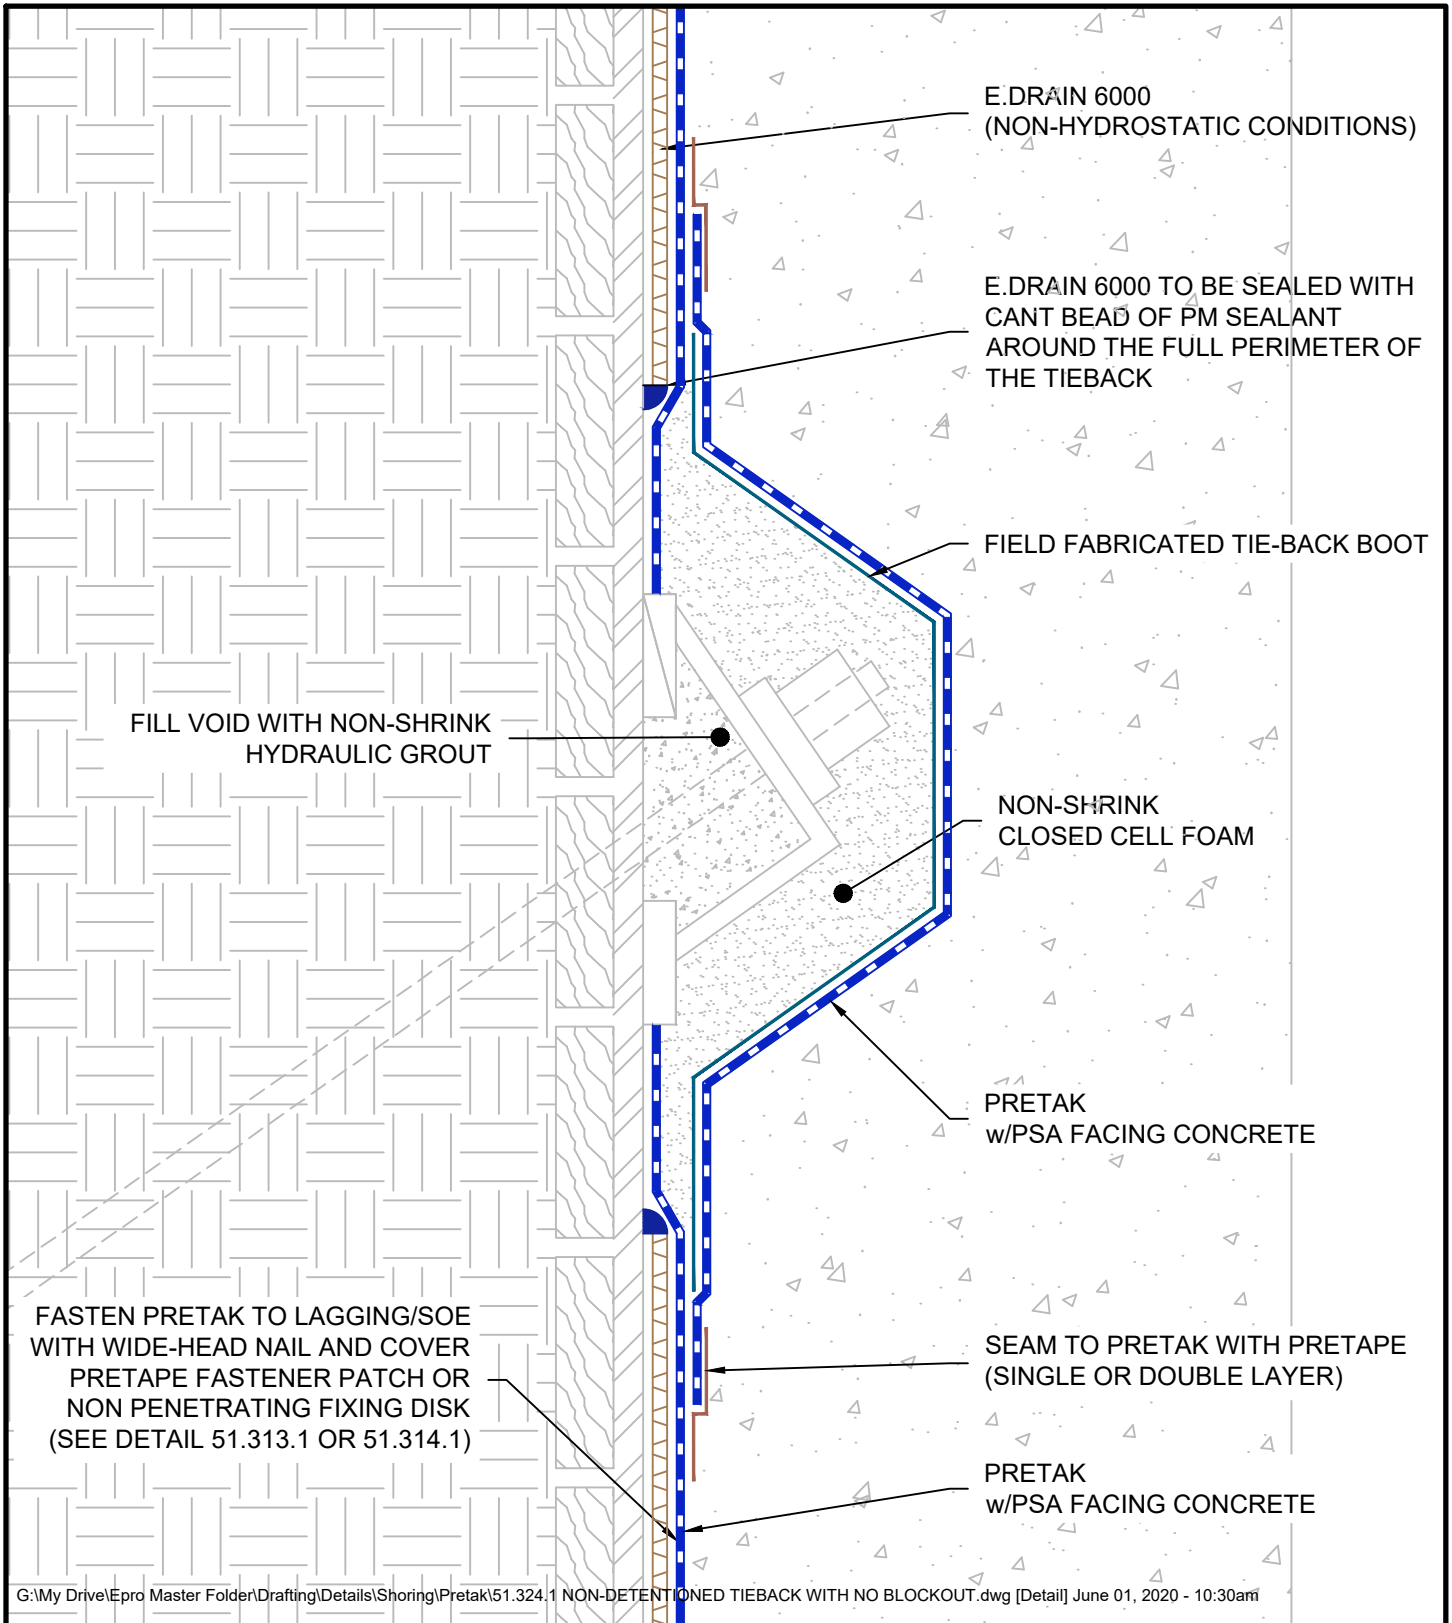 E.DRAIN 6000
(NON-HYDROSTATIC CONDITIONS)
E.DRAIN 6000 TO BE SEALED WITH
CANT BEAD OF PM SEALANT
AROUND THE FULL PERIMETER OF
THE TIEBACK
FIELD FABRICATED TIE-BACK BOOT
FILL VOID WITH NON-SHRINK
HYDRAULIC GROUT
NON-SHRINK
CLOSED CELL FOAM
PRETAK
w/PSA FACING CONCRETE
FASTEN PRETAK TO LAGGING/SOE
WITH WIDE-HEAD NAIL AND COVER
PRETAPE FASTENER PATCH OR
NON PENETRATING FIXING DISK
(SEE DETAIL 51.313.1 OR 51.314.1)
SEAM TO PRETAK WITH PRETAPE
(SINGLE OR DOUBLE LAYER)
PRETAK
w/PSA FACING CONCRETE
G:\My Drive\Epro Master Folder\Drafting\Details\Shoring\Pretak\51.324.1 NON-DETENTIONED TIEBACK WITH NO BLOCKOUT.dwg [Detail] June 01, 2020 - 10:30am